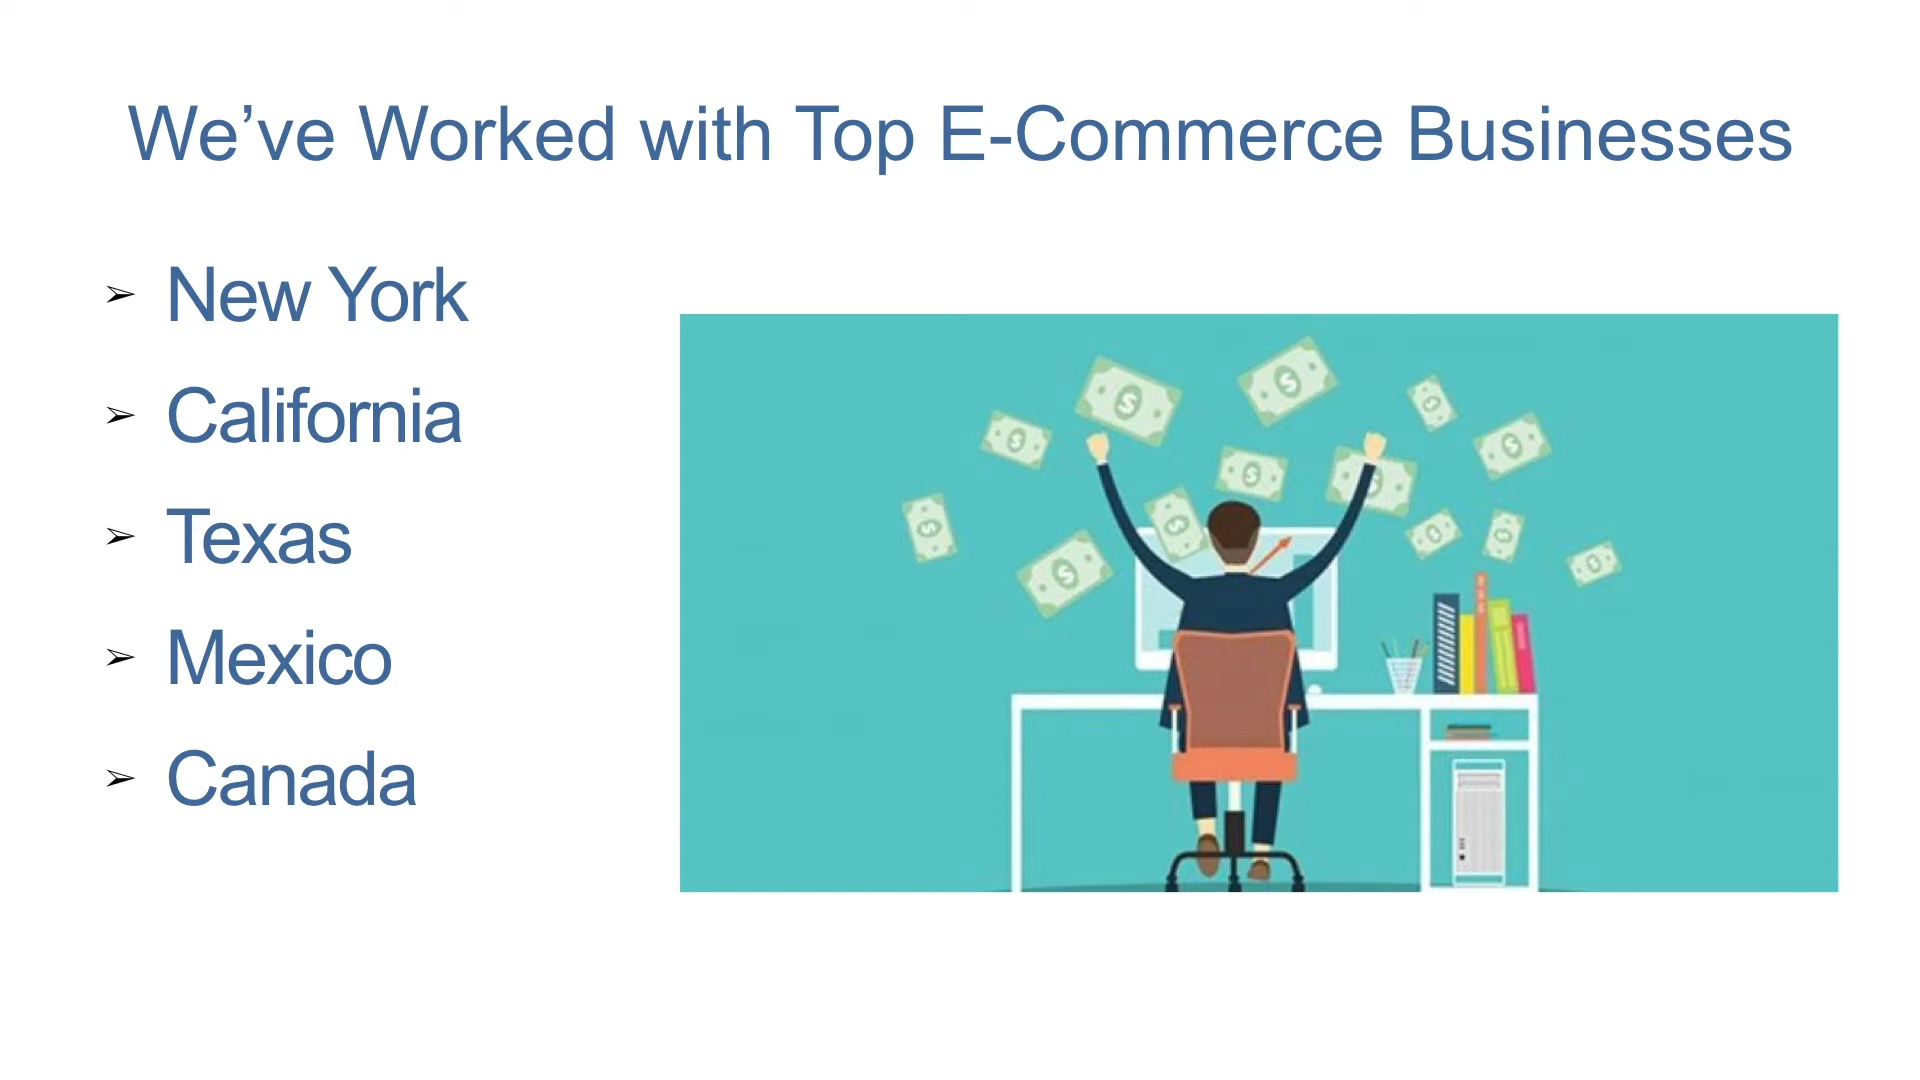 We’ve Worked with Top E-Commerce Businesses
➢ New York
➢ California
➢ Texas
➢ Mexico
➢ Canada